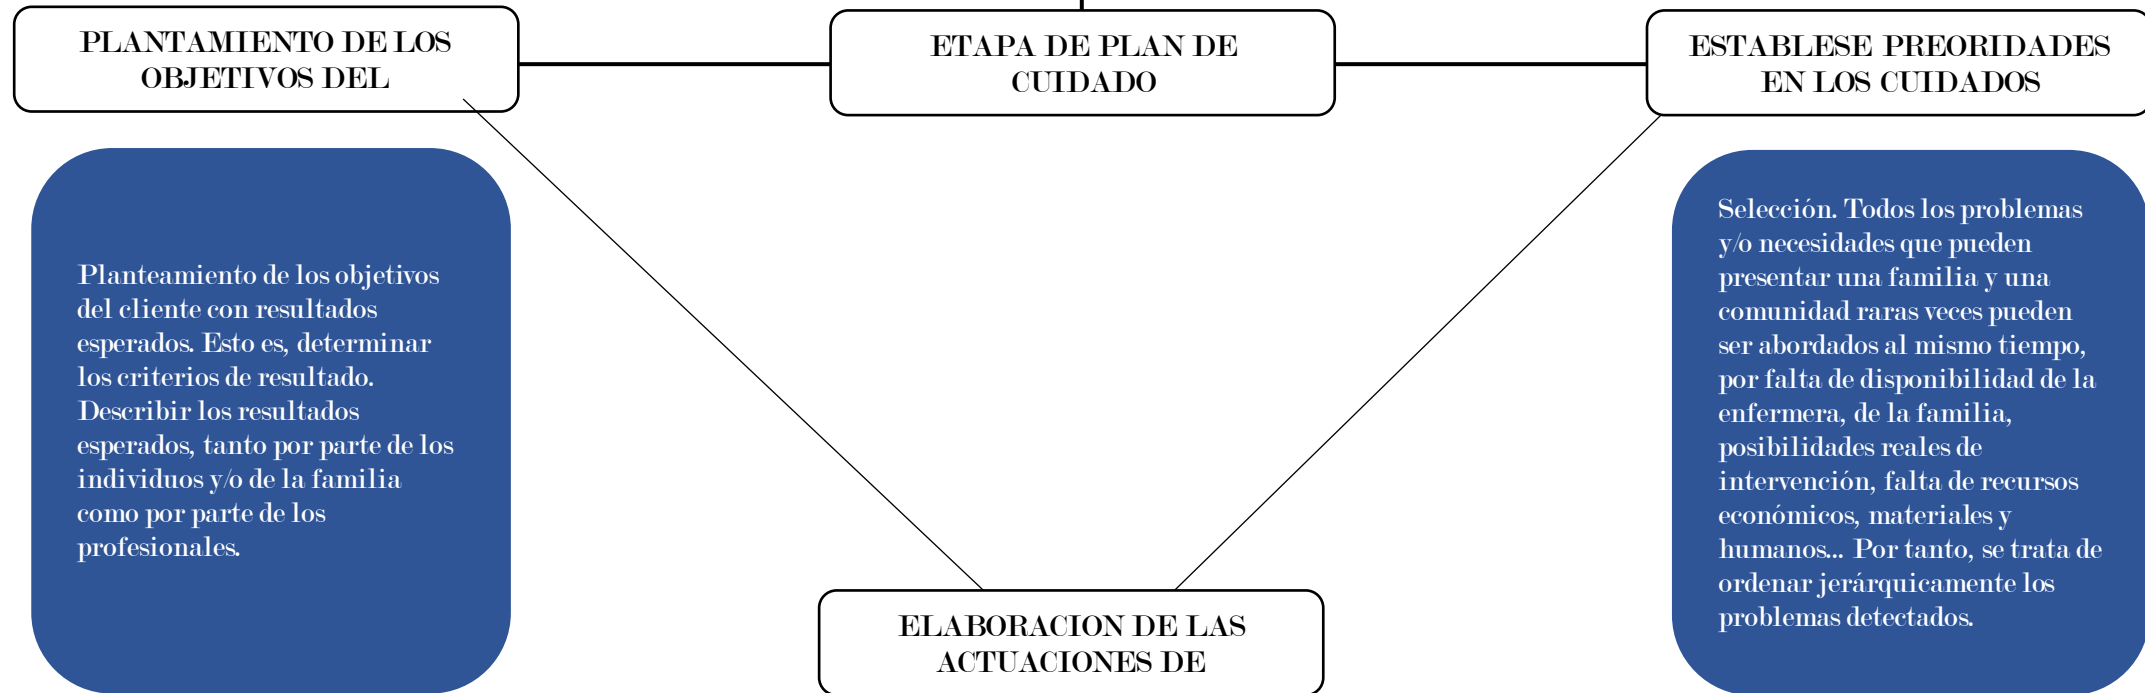 PLANTAMIENTO DE LOS
OBJETIVOS DEL
ETAPA DE PLAN DE
CUIDADO
ESTABLESE PREORIDADES
EN LOS CUIDADOS
Planteamiento de los objetivos
del cliente con resultados
esperados. Esto es, determinar
los criterios de resultado.
Describir los resultados
esperados, tanto por parte de los
individuos y/o de la familia
como por parte de los
profesionales.
Selección. Todos los problemas
y/o necesidades que pueden
presentar una familia y una
comunidad raras veces pueden
ser abordados al mismo tiempo,
por falta de disponibilidad de la
enfermera, de la familia,
posibilidades reales de
intervención, falta de recursos
económicos, materiales y
humanos... Por tanto, se trata de
ordenar jerárquicamente los
problemas detectados.
ELABORACION DE LAS
ACTUACIONES DE